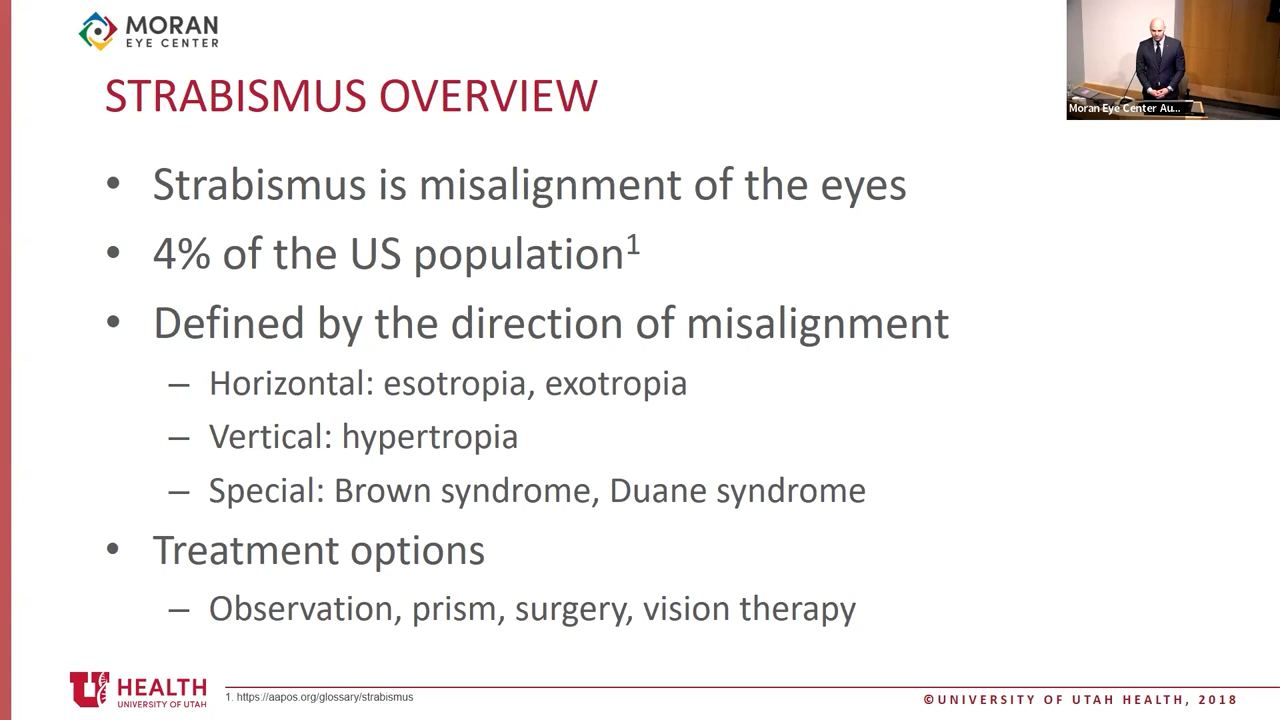 MORAN
EYE CENTER
STRABISMUS OVERVIEW
Moran Eye Center Au...
• Strabismus is misalignment of the eyes
• 4% of the US population¹
• Defined by the direction of misalignment
– Horizontal: esotropia, exotropia
– Vertical: hypertropia
– Special: Brown syndrome, Duane syndrome
• Treatment options
– Observation, prism, surgery, vision therapy
U HEALTH
UNIVERSITY OF UTAH
1. https://aapos.org/glossary/strabismus
©UNIVERSITY OF UTAH HEALTH, 2018